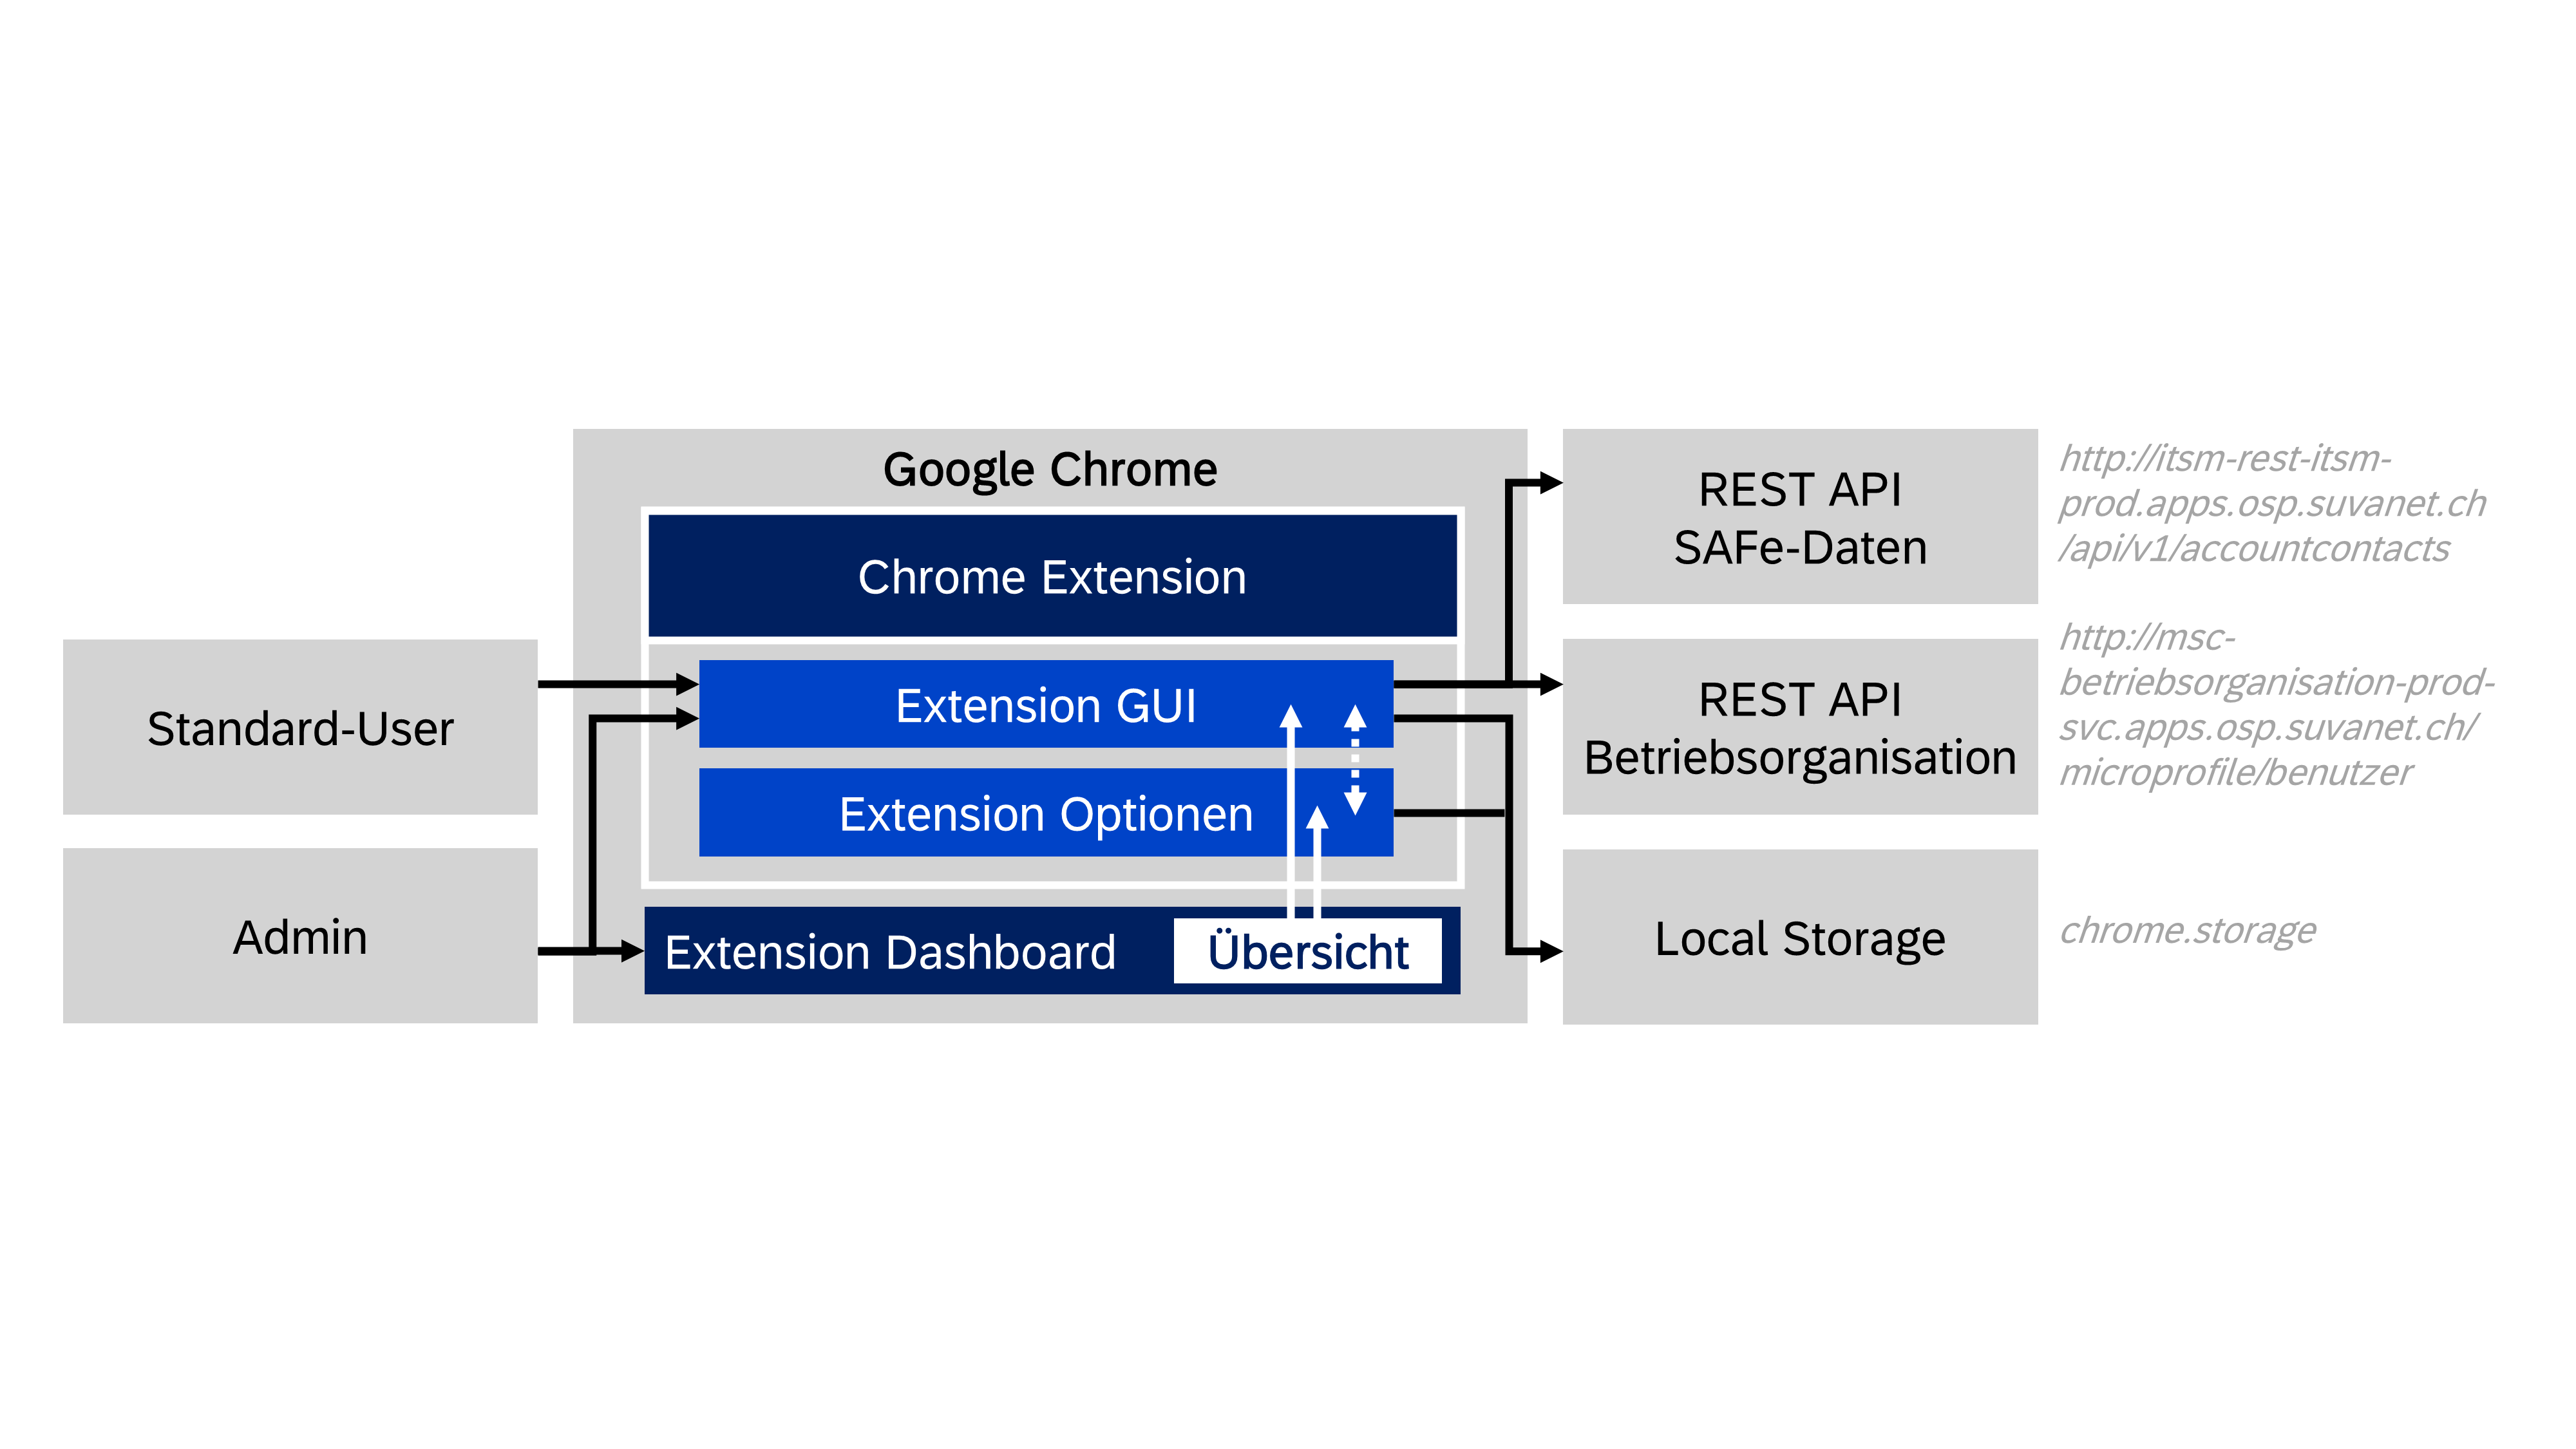 Google Chrome
Chrome Extension
Extension GUI
Extension Optionen
Extension Dashboard
Übersicht
Standard-User
Admin
REST API
SAFe-Daten
http://itsm-rest-itsm-
prod.apps.osp.suvanet.ch
/api/v1/accountcontacts
REST API
Betriebsorganisation
http://msc-
betriebsorganisation-prod-
svc.apps.osp.suvanet.ch/
microprofile/benutzer
Local Storage
chrome.storage